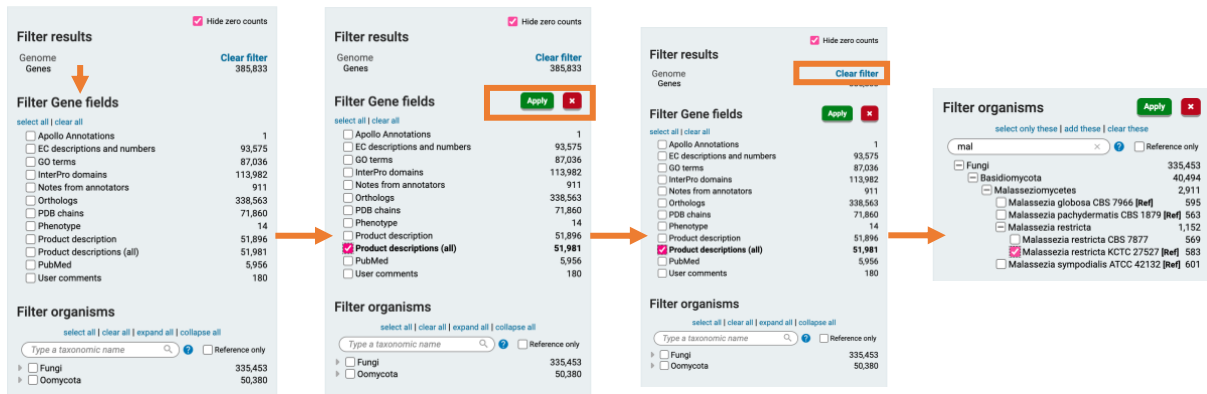 Hide zero counts
Filter results
Genome Clear filter
Genes 385,833
Filter Gene fields
select all | clear all
Apollo Annotations 1
EC descriptions and numbers 93,575
GO terms 87,036
InterPro domains 113,982
Notes from annotators 911
Orthologs 338,563
PDB chains 71,860
Phenotype 14
Product description 51,896
Product descriptions (all) 51,981
PubMed 5,956
User comments 180
Filter organisms
select all | clear all | expand all | collapse all
Type a taxonomic name Reference only
Fungi 335,453
Oomycota 50,380
Hide zero counts
Filter results
Genome Clear filter
Genes 385,833
Filter Gene fields Apply
select all | clear all
Apollo Annotations 1
EC descriptions and numbers 93,575
GO terms 87,036
InterPro domains 113,982
Notes from annotators 911
Orthologs 338,563
PDB chains 71,860
Phenotype 14
Product description 51,896
Product descriptions (all) 51,981
PubMed 5,956
User comments 180
Filter organisms
select all | clear all | expand all | collapse all
Type a taxonomic name Reference only
Fungi 335,453
Oomycota 50,380
Hide zero counts
Filter results
Genome Clear filter
Genes
Filter Gene fields Apply
select all | clear all
Apollo Annotations 1
EC descriptions and numbers 93,575
GO terms 87,036
InterPro domains 113,982
Notes from annotators 911
Orthologs 338,563
PDB chains 71,860
Phenotype 14
Product description 51,896
Product descriptions (all) 51,981
PubMed 5,956
User comments 180
Filter organisms
select all | clear all | expand all | collapse all
Type a taxonomic name Reference only
Fungi 335,453
Oomycota 50,380
Filter organisms Apply
select only these | add these | clear these
mal Reference only
Fungi 335,453
Basidiomycota 40,494
Malasseziomycetes 2,911
Malassezia globosa CBS 7966 [Ref] 595
Malassezia pachydermatis CBS 1879 [Ref] 563
Malassezia restricta 1,152
Malassezia restricta CBS 7877 569
Malassezia restricta KCTC 27527 [Ref] 583
Malassezia sympodialis ATCC 42132 [Ref] 601